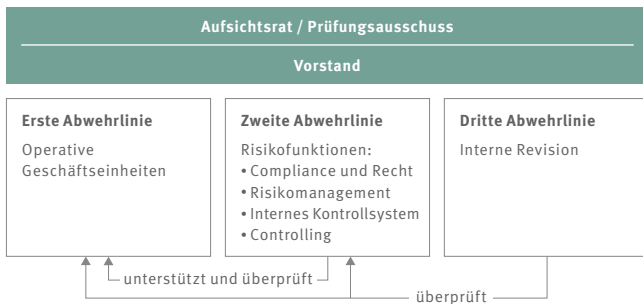 Aufsichtsrat / Prüfungsausschuss
Vorstand
Erste Abwehrlinie
Operative
Geschäftseinheiten
Zweite Abwehrlinie
Risikofunktionen:
• Compliance und Recht
• Risikomanagement
• Internes Kontrollsystem
• Controlling
Dritte Abwehrlinie
Interne Revision
unterstützt und überprüft
überprüft